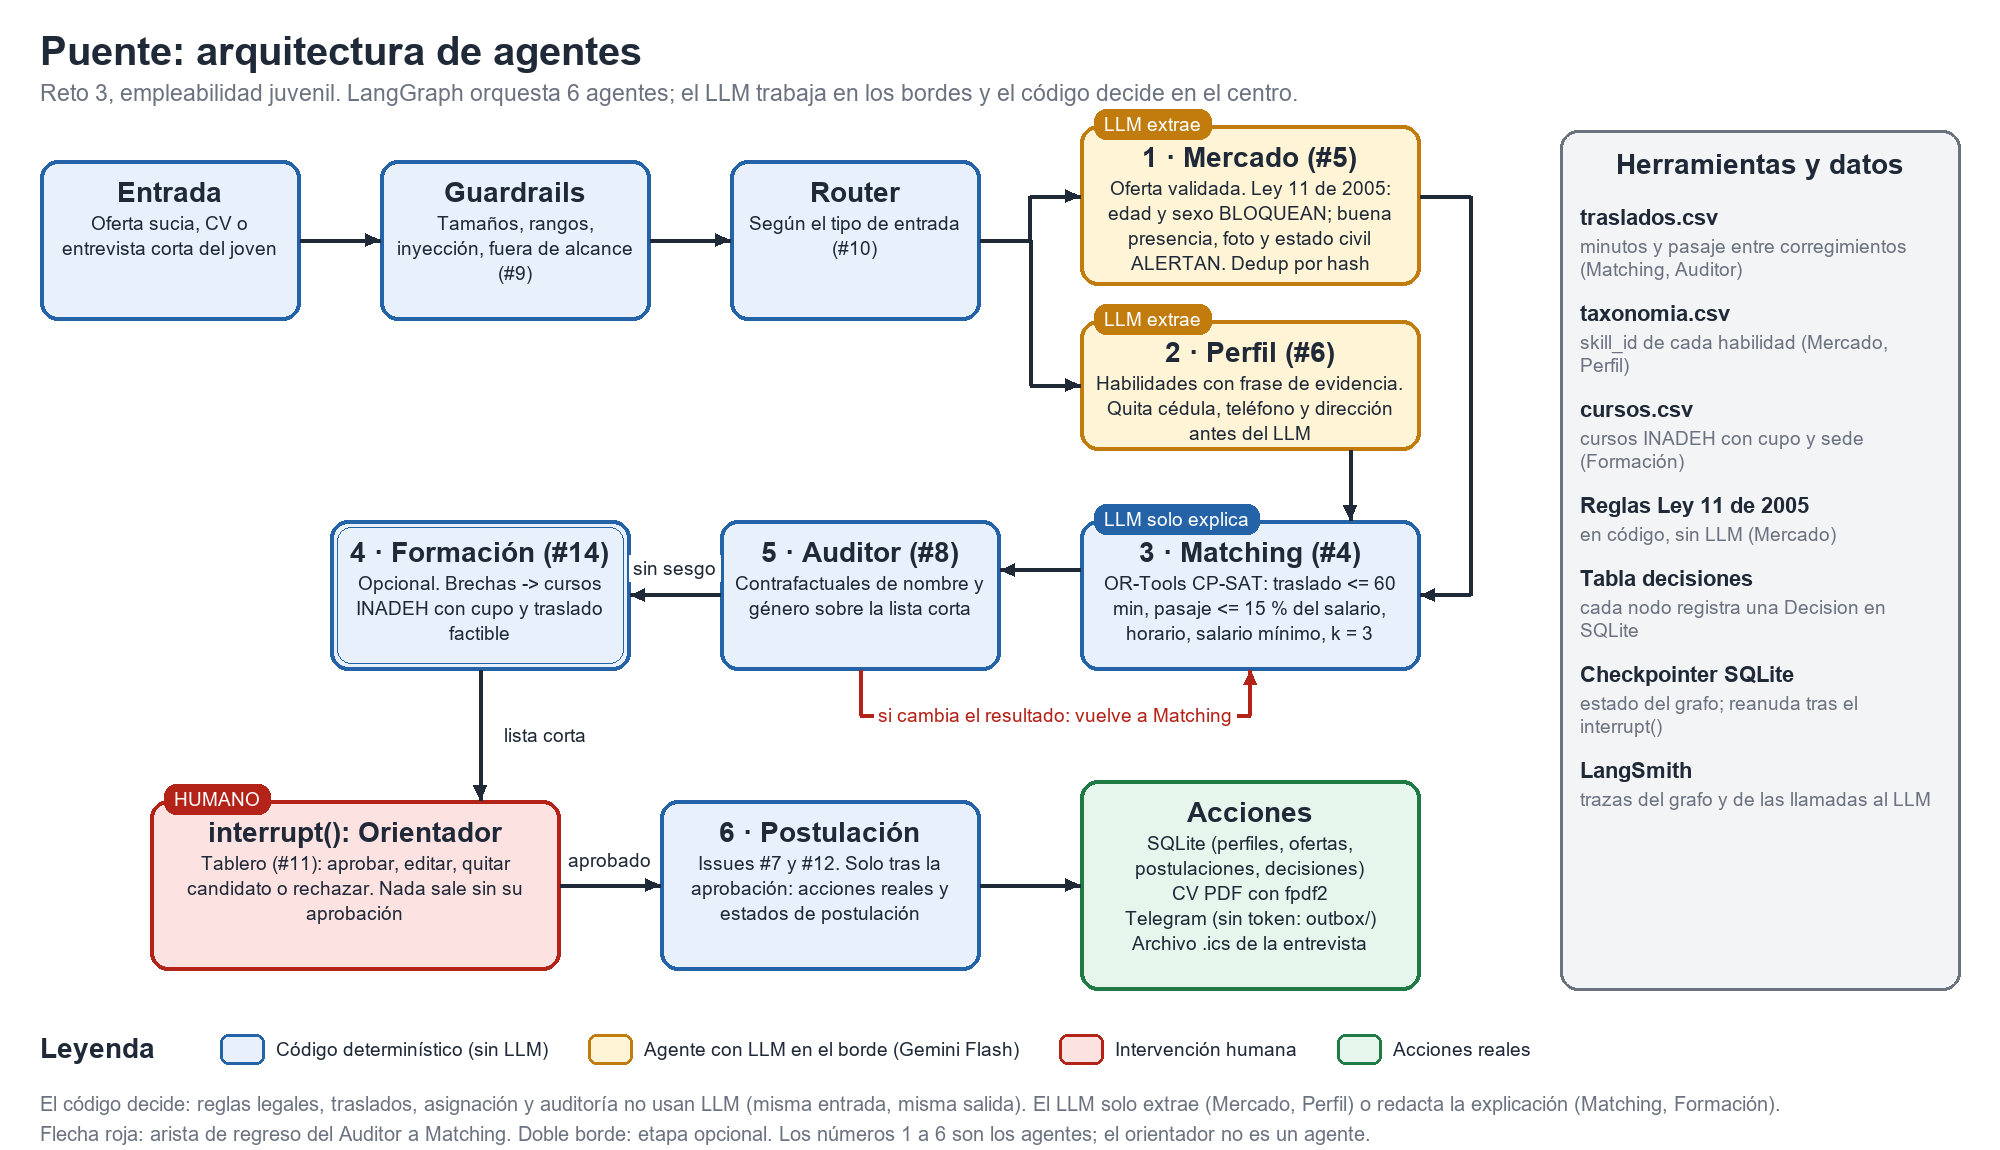 Puente: arquitectura de agentes
Reto 3, empleabilidad juvenil. LangGraph orquesta 6 agentes; el LLM trabaja en los bordes y el código decide en el centro.
Entrada
Oferta sucia, CV o
entrevista corta del joven
Guardrails
Tamaños, rangos,
inyección, fuera de alcance
(#9)
Router
Según el tipo de entrada
(#10)
LLM extrae
1 · Mercado (#5)
Oferta validada. Ley 11 de 2005:
edad y sexo BLOQUEAN; buena
presencia, foto y estado civil
ALERTAN. Dedup por hash
LLM extrae
2 · Perfil (#6)
Habilidades con frase de evidencia.
Quita cédula, teléfono y dirección
antes del LLM
LLM solo explica
3 · Matching (#4)
OR-Tools CP-SAT: traslado <= 60
min, pasaje <= 15 % del salario,
horario, salario mínimo, k = 3
5 · Auditor (#8)
Contrafactuales de nombre y
género sobre la lista corta
sin sesgo
4 · Formación (#14)
Opcional. Brechas -> cursos
INADEH con cupo y traslado
factible
si cambia el resultado: vuelve a Matching
lista corta
HUMANO
interrupt(): Orientador
Tablero (#11): aprobar, editar, quitar
candidato o rechazar. Nada sale sin su
aprobación
aprobado
6 · Postulación
Issues #7 y #12. Solo tras la
aprobación: acciones reales y
estados de postulación
Acciones
SQLite (perfiles, ofertas,
postulaciones, decisiones)
CV PDF con fpdf2
Telegram (sin token: outbox/)
Archivo .ics de la entrevista
Herramientas y datos
traslados.csv
minutos y pasaje entre corregimientos
(Matching, Auditor)
taxonomia.csv
skill_id de cada habilidad (Mercado,
Perfil)
cursos.csv
cursos INADEH con cupo y sede
(Formación)
Reglas Ley 11 de 2005
en código, sin LLM (Mercado)
Tabla decisiones
cada nodo registra una Decision en
SQLite
Checkpointer SQLite
estado del grafo; reanuda tras el
interrupt()
LangSmith
trazas del grafo y de las llamadas al LLM
Leyenda
Código determinístico (sin LLM)
Agente con LLM en el borde (Gemini Flash)
Intervención humana
Acciones reales
El código decide: reglas legales, traslados, asignación y auditoría no usan LLM (misma entrada, misma salida). El LLM solo extrae (Mercado, Perfil) o redacta la explicación (Matching, Formación).
Flecha roja: arista de regreso del Auditor a Matching. Doble borde: etapa opcional. Los números 1 a 6 son los agentes; el orientador no es un agente.